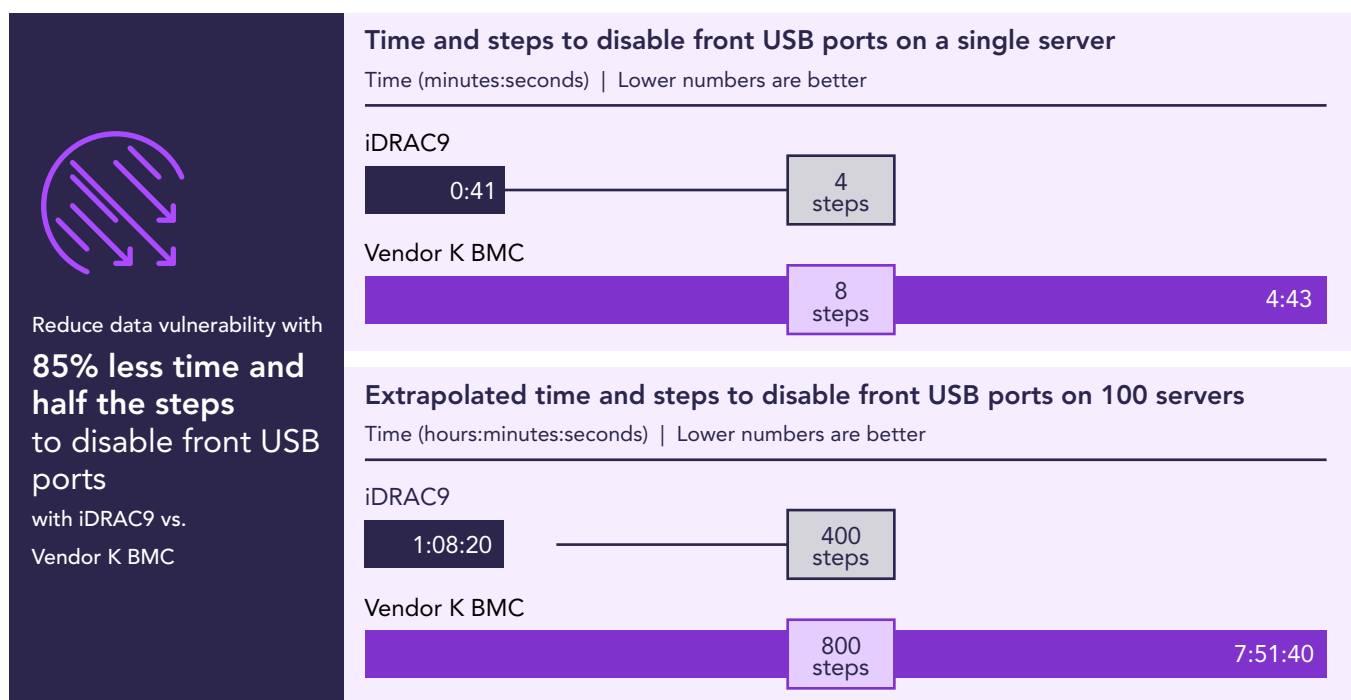 Reduce data vulnerability with
85% less time and
half the steps
to disable front USB
ports
with iDRAC9 vs.
Vendor K BMC
Time and steps to disable front USB ports on a single server
Time (minutes:seconds) | Lower numbers are better
iDRAC9
0:41
4
steps
Vendor K BMC
8
steps
4:43
Extrapolated time and steps to disable front USB ports on 100 servers
Time (hours:minutes:seconds) | Lower numbers are better
iDRAC9
1:08:20
400
steps
Vendor K BMC
800
steps
7:51:40